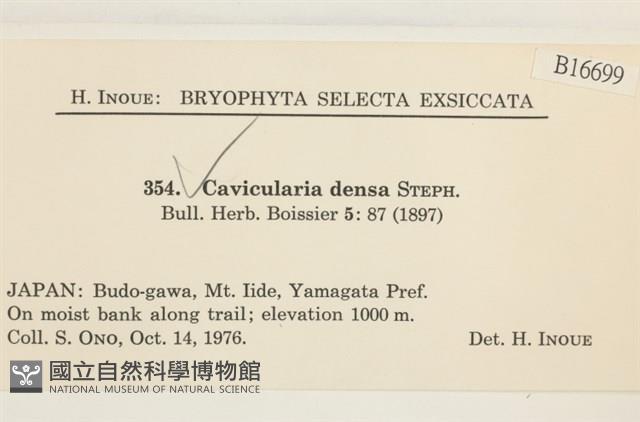 B16699
H. INOUE: BRYOPHYTA SELECTA EXSICCATA
354. Cavicularia densa STEPH.
Bull. Herb. Boissier 5: 87 (1897)
JAPAN: Budo-gawa, Mt. Iide, Yamagata Pref.
On moist bank along trail; elevation 1000 m.
Coll. S. ONO, Oct. 14, 1976. Det. H. INOUE
國立自然科學博物館
NATIONAL MUSEUM OF NATURAL SCIENCE